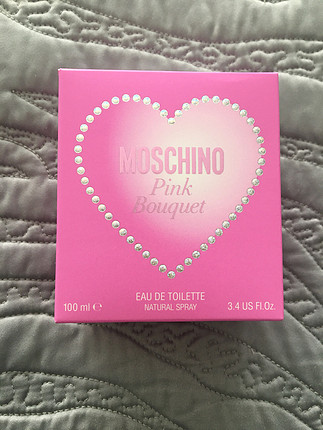 MOSCHINO
Pink
Bouquet
EAU DE TOILETTE
NATURAL SPRAY
100 ml ℮ 3.4 US Fl.Oz.